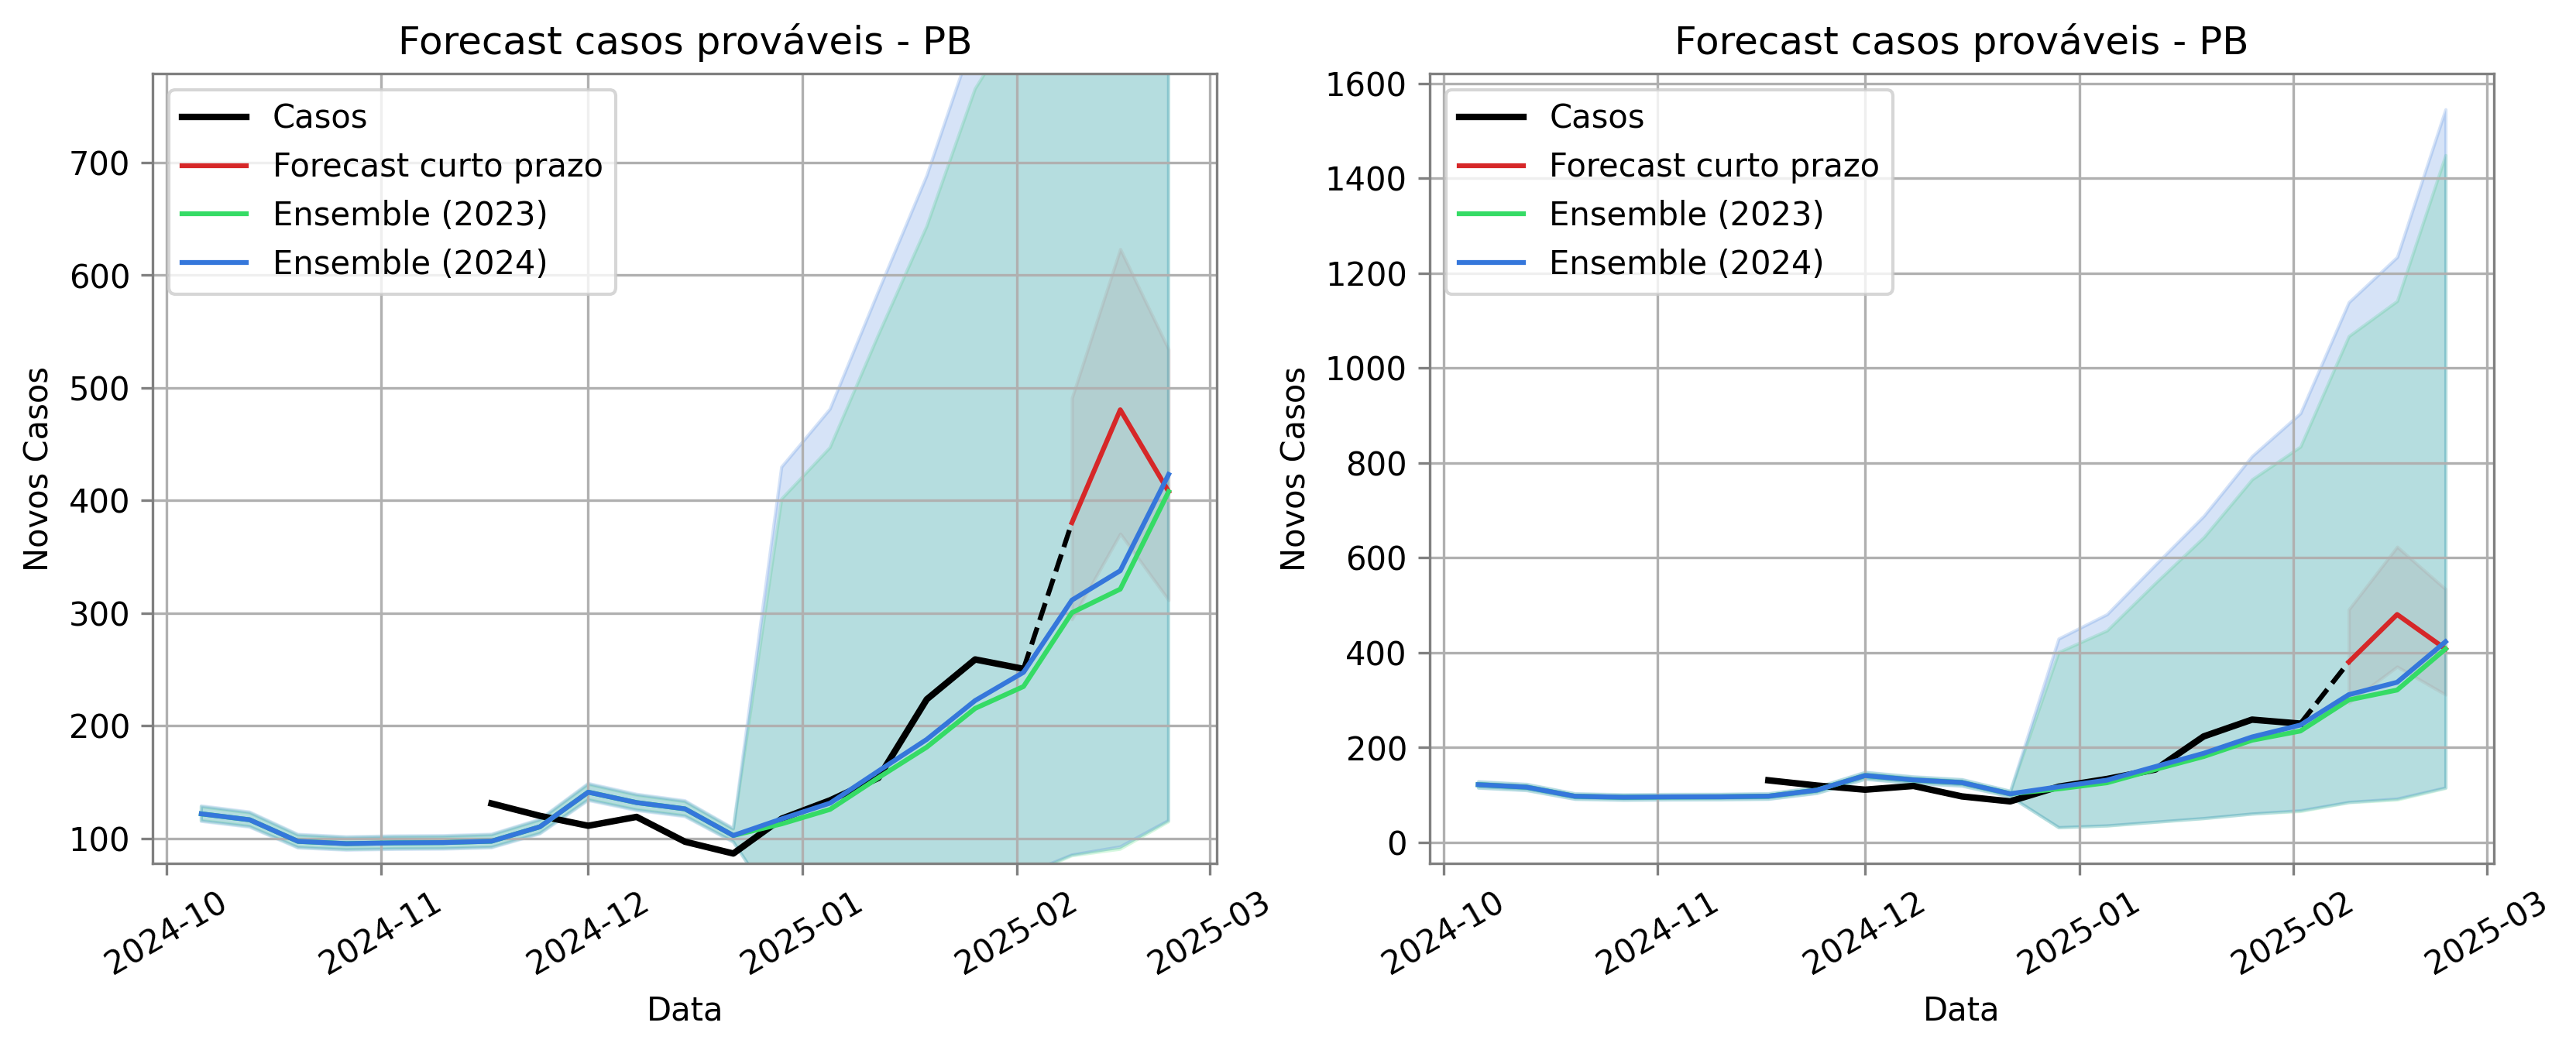 Forecast casos prováveis - PB
Casos
Forecast curto prazo
Ensemble (2023)
Ensemble (2024)
700
600
500
400
300
200
100
Novos Casos
2024-10
2024-11
2024-12
2025-01
2025-02
2025-03
Data
Forecast casos prováveis - PB
Casos
Forecast curto prazo
Ensemble (2023)
Ensemble (2024)
1600
1400
1200
1000
800
600
400
200
0
Novos Casos
2024-10
2024-11
2024-12
2025-01
2025-02
2025-03
Data